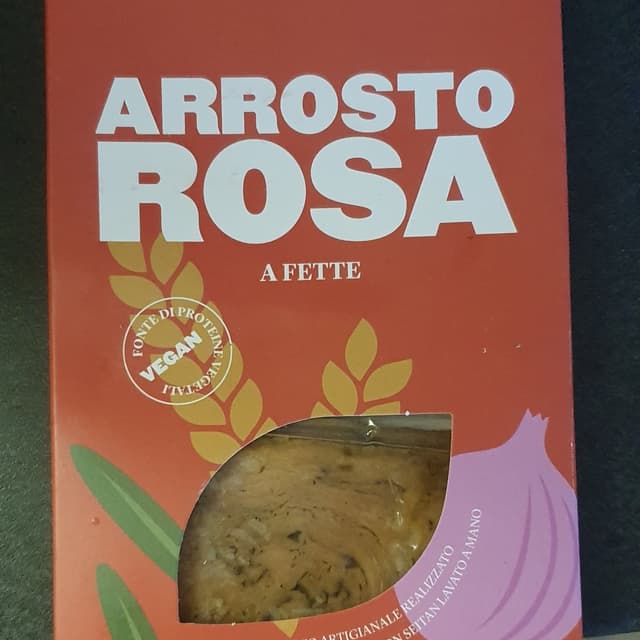 ARROSTO
ROSA
A FETTE
FONTE DI PROTEINE VEGETALI
VEGAN
ARTIGIANALE REALIZZATO
SEITAN LAVATO A MANO